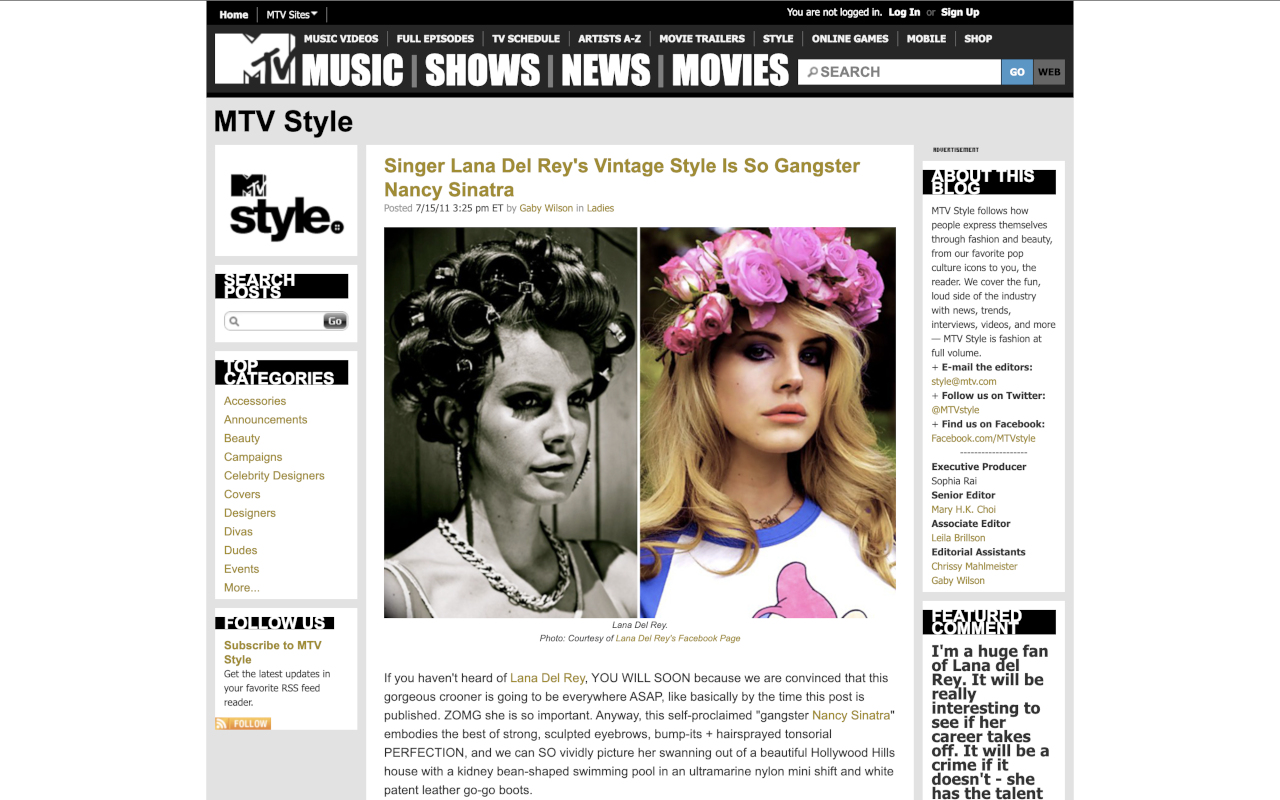 Home
MTV Sites
You are not logged in. Log In or Sign Up
MUSIC VIDEOS
FULL EPISODES
TV SCHEDULE
ARTISTS A-Z
MOVIE TRAILERS
STYLE
ONLINE GAMES
MOBILE
SHOP
MTV
MUSIC
SHOWS
NEWS
MOVIES
SEARCH
GO
WEB
MTV Style
MTV
style.
SEARCH
POSTS
Go
TOP
CATEGORIES
Accessories
Announcements
Beauty
Campaigns
Celebrity Designers
Covers
Designers
Divas
Dudes
Events
More...
FOLLOW US
Subscribe to MTV
Style
Get the latest updates in
your favorite RSS feed
reader.
FOLLOW
Singer Lana Del Rey's Vintage Style Is So Gangster
Nancy Sinatra
Posted 7/15/11 3:25 pm ET by Gaby Wilson in Ladies
Lana Del Rey.
Photo: Courtesy of Lana Del Rey's Facebook Page
If you haven't heard of Lana Del Rey, YOU WILL SOON because we are convinced that this
gorgeous crooner is going to be everywhere ASAP, like basically by the time this post is
published. ZOMG she is so important. Anyway, this self-proclaimed "gangster Nancy Sinatra"
embodies the best of strong, sculpted eyebrows, bump-its + hairsprayed tonsorial
PERFECTION, and we can SO vividly picture her swanning out of a beautiful Hollywood Hills
house with a kidney bean-shaped swimming pool in an ultramarine nylon mini shift and white
patent leather go-go boots.
ADVERTISEMENT
ABOUT THIS
BLOG
MTV Style follows how
people express themselves
through fashion and beauty,
from our favorite pop
culture icons to you, the
reader. We cover the fun,
loud side of the industry
with news, trends,
interviews, videos, and more
— MTV Style is fashion at
full volume.
+ E-mail the editors:
style@mtv.com
+ Follow us on Twitter:
@MTVstyle
+ Find us on Facebook:
Facebook.com/MTVstyle
-------------------
Executive Producer
Sophia Rai
Senior Editor
Mary H.K. Choi
Associate Editor
Leila Brillson
Editorial Assistants
Chrissy Mahlmeister
Gaby Wilson
FEATURED
COMMENT
I'm a huge fan
of Lana del
Rey. It will be
really
interesting to
see if her
career takes
off. It will be a
crime if it
doesn't - she
has the talent